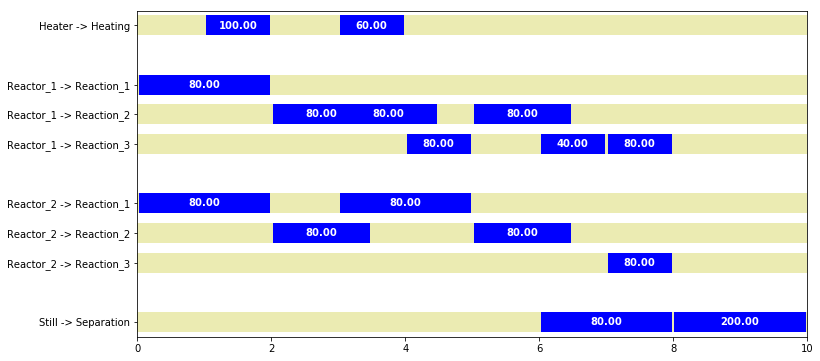 Heater -> Heating 100.00 60.00
Reactor_1 -> Reaction_1 80.00
Reactor_1 -> Reaction_2 80.00 80.00 80.00
Reactor_1 -> Reaction_3 80.00 40.00 80.00
Reactor_2 -> Reaction_1 80.00 80.00
Reactor_2 -> Reaction_2 80.00 80.00
Reactor_2 -> Reaction_3 80.00
Still -> Separation 80.00 200.00
0 2 4 6 8 10